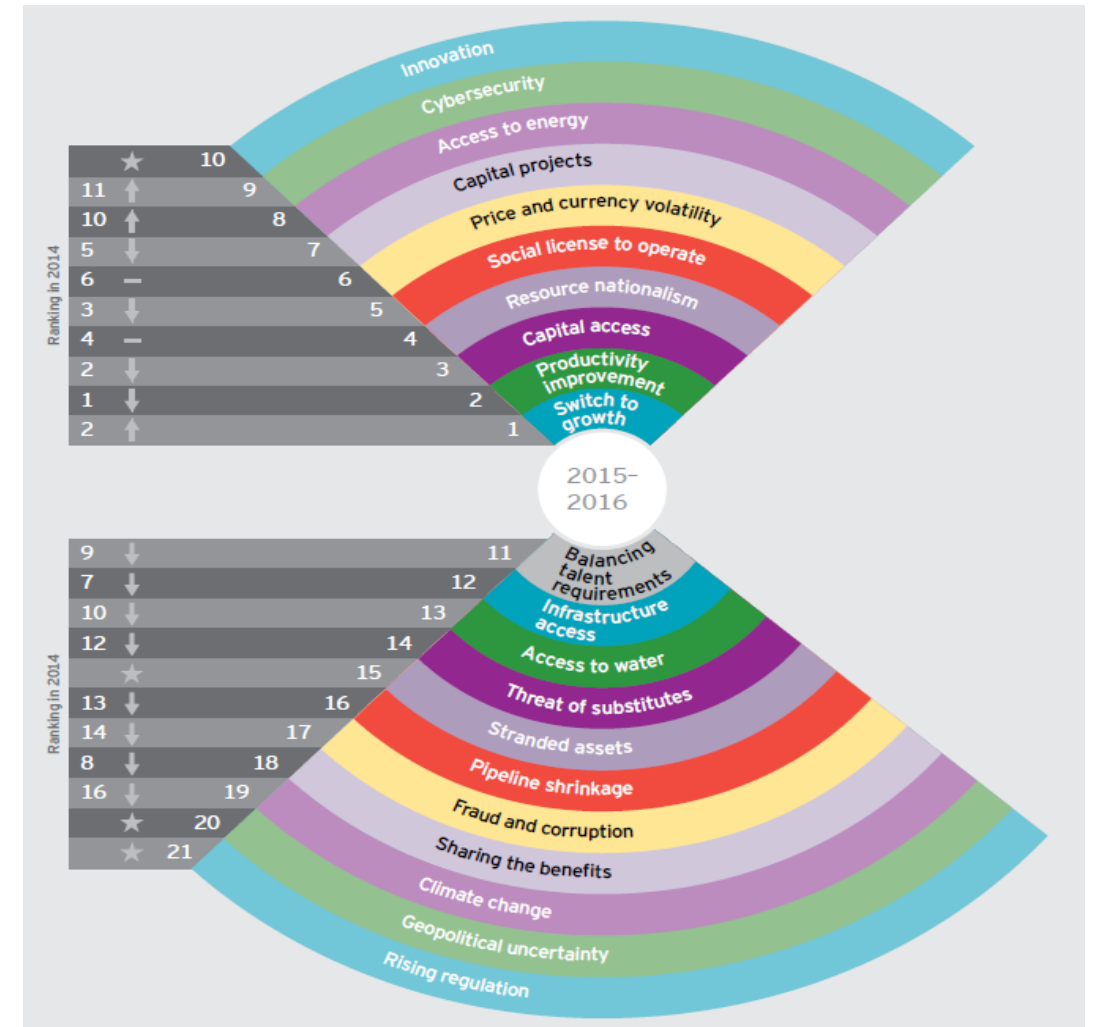 Innovation
Cybersecurity
Access to energy
Capital projects
Price and currency volatility
Social license to operate
Resource nationalism
Capital access
Productivity
improvement
Switch to
growth
Ranking in 2014
★ 10
11 ↑ 9
10 ↑ 8
5 ↓ 7
6 – 6
3 ↓ 5
4 – 4
2 ↓ 3
1 ↓ 2
2 ↑ 1
2015–
2016
Ranking in 2014
9 ↓ 11
7 ↓ 12
10 ↓ 13
12 ↓ 14
★ 15
13 ↓ 16
14 ↓ 17
8 ↓ 18
16 ↓ 19
★ 20
★ 21
Balancing
talent
requirements
Infrastructure
access
Access to water
Threat of substitutes
Stranded assets
Pipeline shrinkage
Fraud and corruption
Sharing the benefits
Climate change
Geopolitical uncertainty
Rising regulation